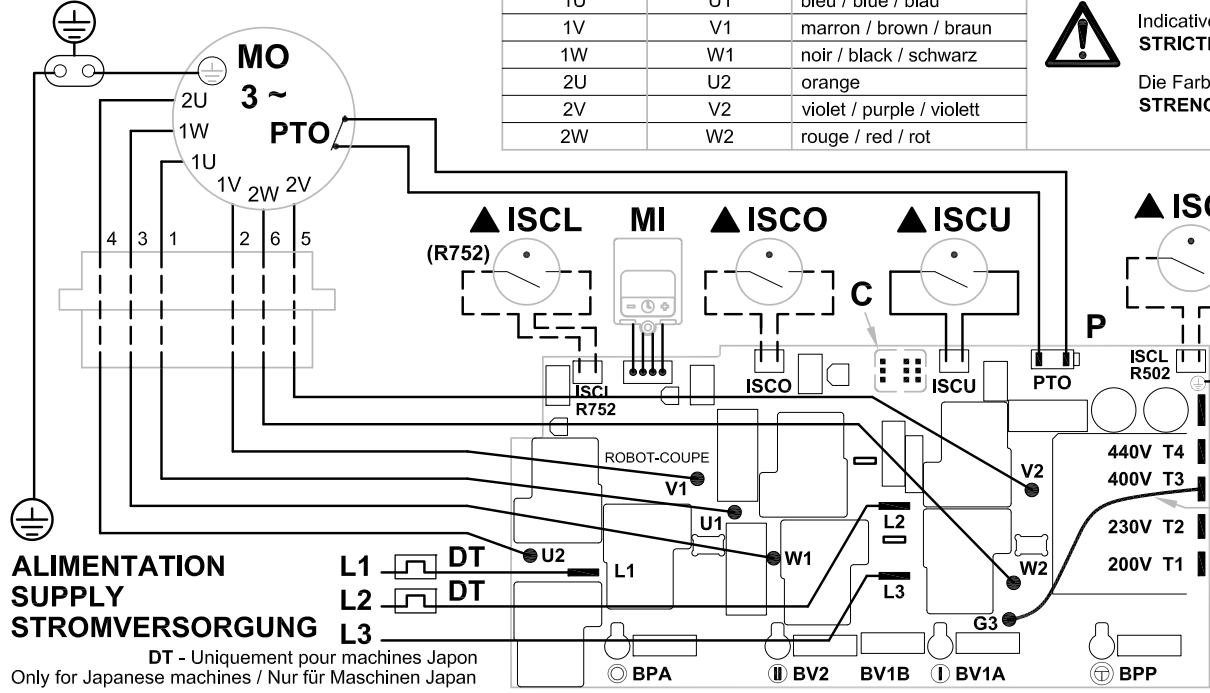 1U U1 bleu / blue / blau
1V V1 marron / brown / braun
1W W1 noir / black / schwarz
2U U2 orange
2V V2 violet / purple / violett
2W W2 rouge / red / rot
STRICT
Die Farb
MO
3 ~
PTO
2U
1W
1U
1V
2W
2V
4 3 1 2 6 5
ISCL
(R752)
MI
ISCO
ISCU
C
P
ISCL
R752
ISCO
ISCU
PTO
ISCL
R502
ROBOT-COUPE
V1
U1
U2
W1
L1
L2
L3
V2
W2
G3
440V T4
400V T3
230V T2
200V T1
ALIMENTATION
SUPPLY
STROMVERSORGUNG
L1 DT
L2 DT
L3
DT - Uniquement pour machines Japon
Only for Japanese machines / Nur für Maschinen Japan
BPA
BV2
BV1B
BV1A
BPP